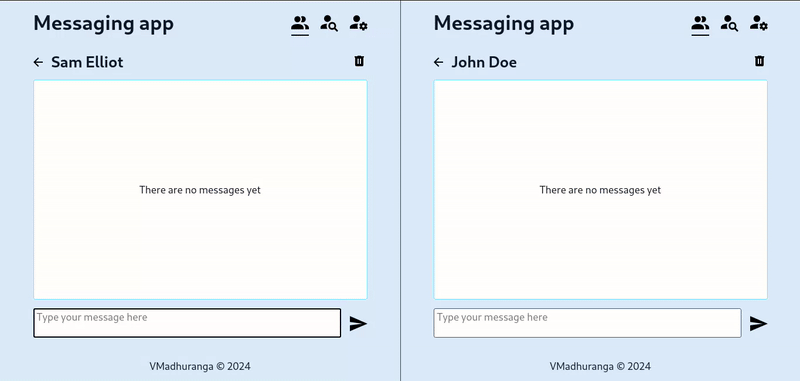 Messaging app
Sam Elliot
There are no messages yet
Type your message here
VMadhuranga © 2024
Messaging app
John Doe
There are no messages yet
Type your message here
VMadhuranga © 2024